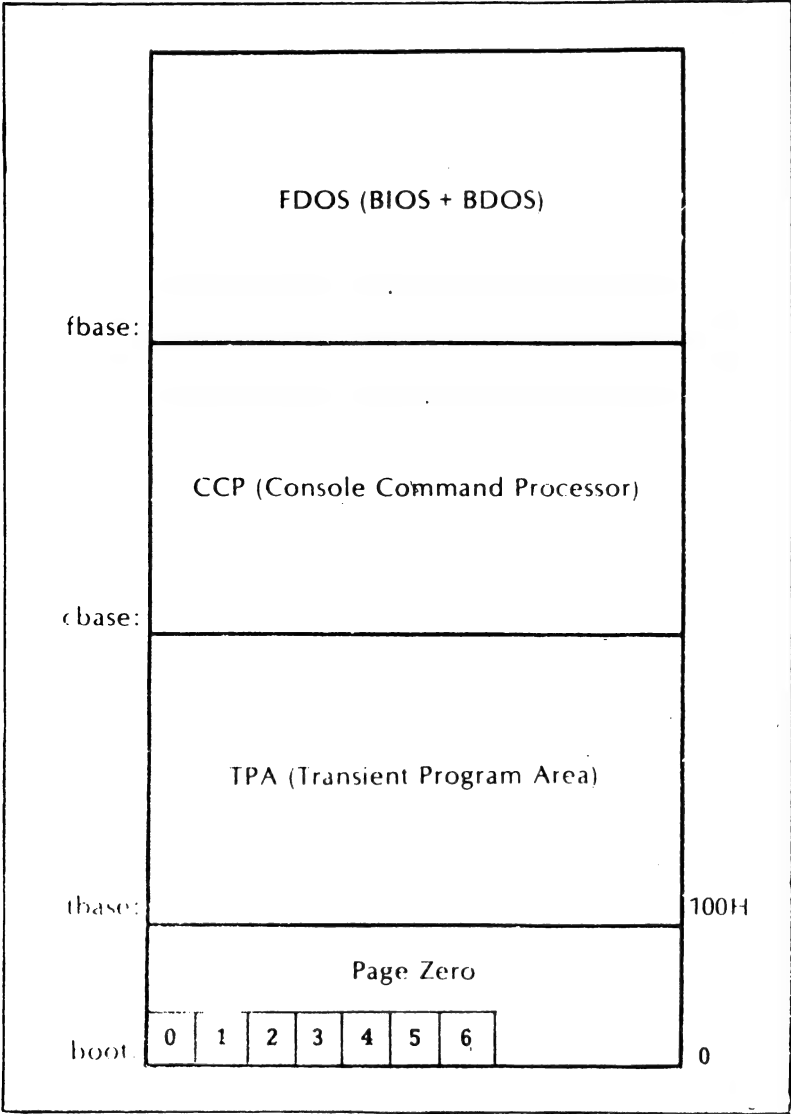 FDOS (BIOS + BDOS)
fbase:
CCP (Console Command Processor)
cbase:
TPA (Transient Program Area)
tbase:
100H
Page Zero
0 1 2 3 4 5 6
boot:
0